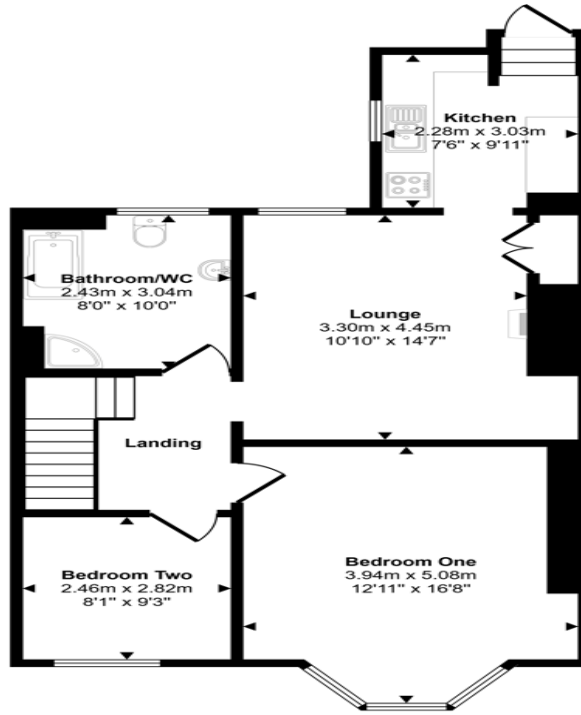 Kitchen
2.28m x 3.03m
7'6" x 9'11"
Bathroom/WC
2.43m x 3.04m
8'0" x 10'0"
Lounge
3.30m x 4.45m
10'10" x 14'7"
Landing
Bedroom Two
2.46m x 2.82m
8'1" x 9'3"
Bedroom One
3.94m x 5.08m
12'11" x 16'8"